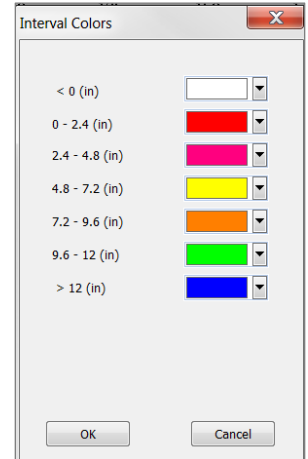 Interval Colors
< 0 (in)
0 - 2.4 (in)
2.4 - 4.8 (in)
4.8 - 7.2 (in)
7.2 - 9.6 (in)
9.6 - 12 (in)
> 12 (in)
OK Cancel